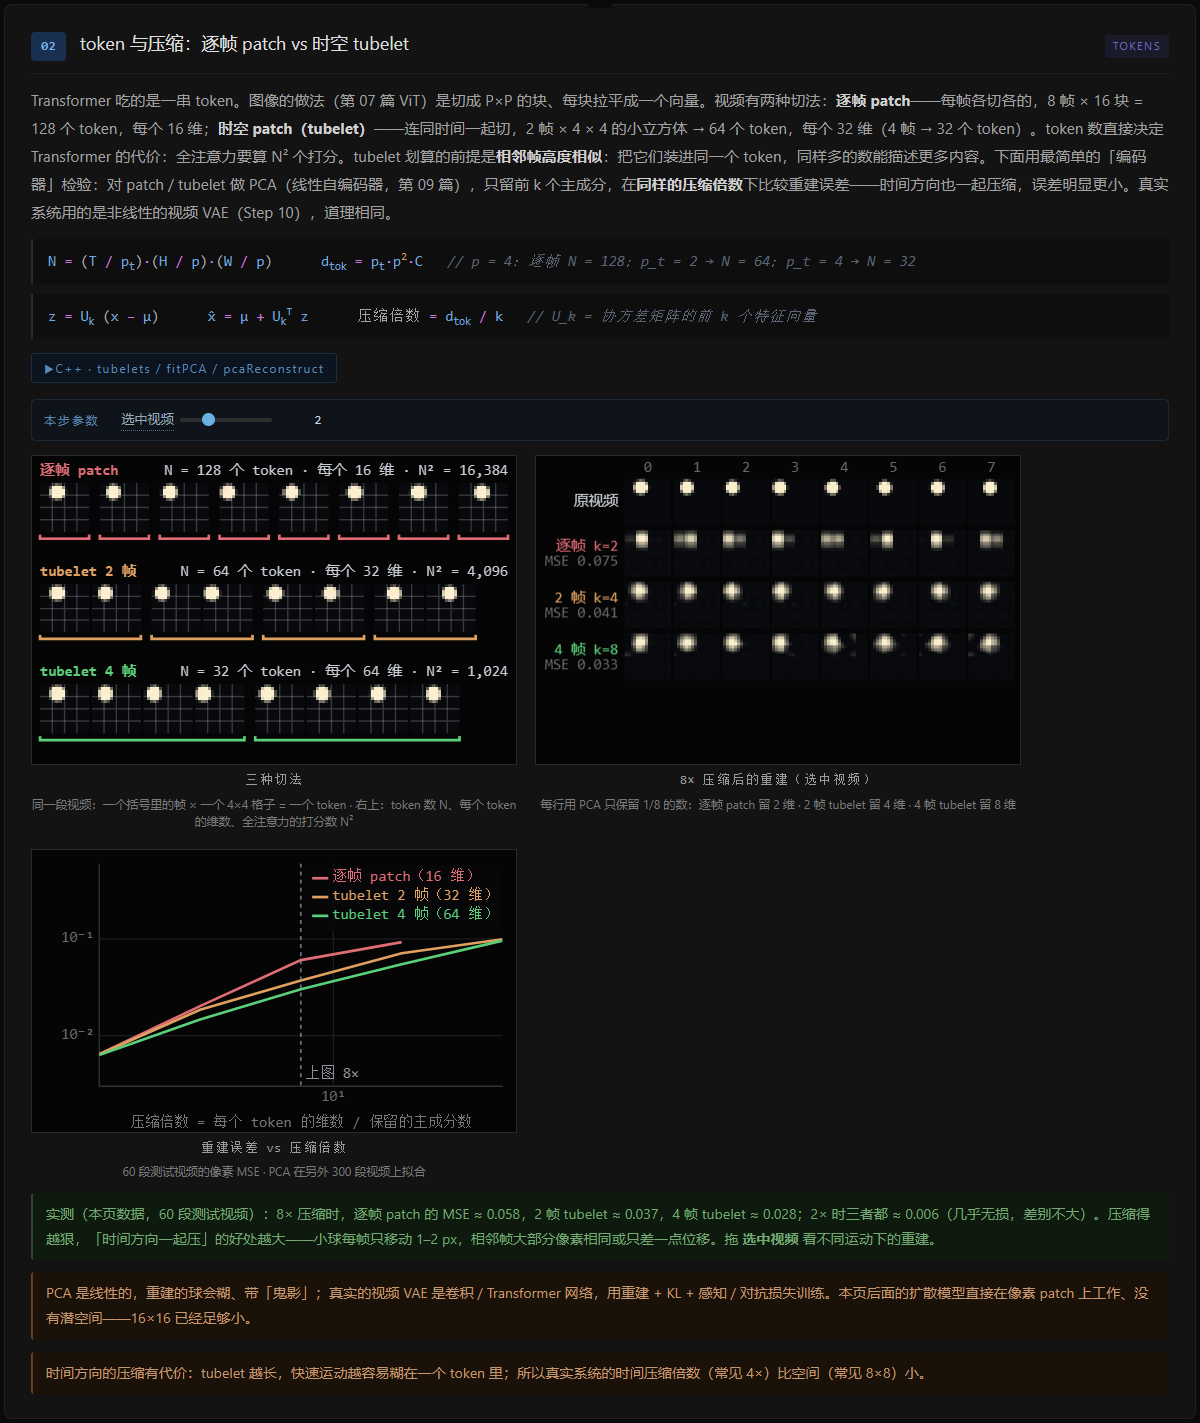 02
token 与压缩：逐帧 patch vs 时空 tubelet
TOKENS
Transformer 吃的是一串 token。图像的做法（第 07 篇 ViT）是切成 P×P 的块、每块拉平成一个向量。视频有两种切法：逐帧 patch——每帧各切各的，8 帧 × 16 块 =
128 个 token，每个 16 维；时空 patch（tubelet）——连同时间一起切，2 帧 × 4 × 4 的小立方体 → 64 个 token，每个 32 维（4 帧 → 32 个 token）。token 数直接决定
Transformer 的代价：全注意力要算 N² 个打分。tubelet 划算的前提是相邻帧高度相似：把它们装进同一个 token，同样多的数能描述更多内容。下面用最简单的「编码
器」检验：对 patch / tubelet 做 PCA（线性自编码器，第 09 篇），只留前 k 个主成分，在同样的压缩倍数下比较重建误差——时间方向也一起压缩，误差明显更小。真实
系统用的是非线性的视频 VAE（Step 10），道理相同。
N = (T / pₜ)·(H / p)·(W / p) d_tok = pₜ·p²·C // p = 4: 逐帧 N = 128; p_t = 2 → N = 64; p_t = 4 → N = 32
z = Uₖ (x − μ) x̂ = μ + Uₖᵀ z 压缩倍数 = d_tok / k // U_k = 协方差矩阵的前 k 个特征向量
▶C++ · tubelets / fitPCA / pcaReconstruct
本步参数 选中视频 2
逐帧 patch N = 128 个 token · 每个 16 维 · N² = 16,384
tubelet 2 帧 N = 64 个 token · 每个 32 维 · N² = 4,096
tubelet 4 帧 N = 32 个 token · 每个 64 维 · N² = 1,024
三种切法
同一段视频：一个括号里的帧 × 一个 4×4 格子 = 一个 token · 右上：token 数 N、每个 token
的维数、全注意力的打分数 N²
0 1 2 3 4 5 6 7
原视频
逐帧 k=2
MSE 0.075
2 帧 k=4
MSE 0.041
4 帧 k=8
MSE 0.033
8× 压缩后的重建（选中视频）
每行用 PCA 只保留 1/8 的数：逐帧 patch 留 2 维 · 2 帧 tubelet 留 4 维 · 4 帧 tubelet 留 8 维
逐帧 patch（16 维）
tubelet 2 帧（32 维）
tubelet 4 帧（64 维）
10⁻¹
10⁻²
上图 8×
10¹
压缩倍数 = 每个 token 的维数 / 保留的主成分数
重建误差 vs 压缩倍数
60 段测试视频的像素 MSE · PCA 在另外 300 段视频上拟合
实测（本页数据，60 段测试视频）：8× 压缩时，逐帧 patch 的 MSE ≈ 0.058，2 帧 tubelet ≈ 0.037，4 帧 tubelet ≈ 0.028；2× 时三者都 ≈ 0.006（几乎无损，差别不大）。压缩得
越狠，「时间方向一起压」的好处越大——小球每帧只移动 1–2 px，相邻帧大部分像素相同或只差一点位移。拖 选中视频 看不同运动下的重建。
PCA 是线性的，重建的球会糊、带「鬼影」；真实的视频 VAE 是卷积 / Transformer 网络，用重建 + KL + 感知 / 对抗损失训练。本页后面的扩散模型直接在像素 patch 上工作、没
有潜空间——16×16 已经足够小。
时间方向的压缩有代价：tubelet 越长，快速运动越容易糊在一个 token 里；所以真实系统的时间压缩倍数（常见 4×）比空间（常见 8×8）小。